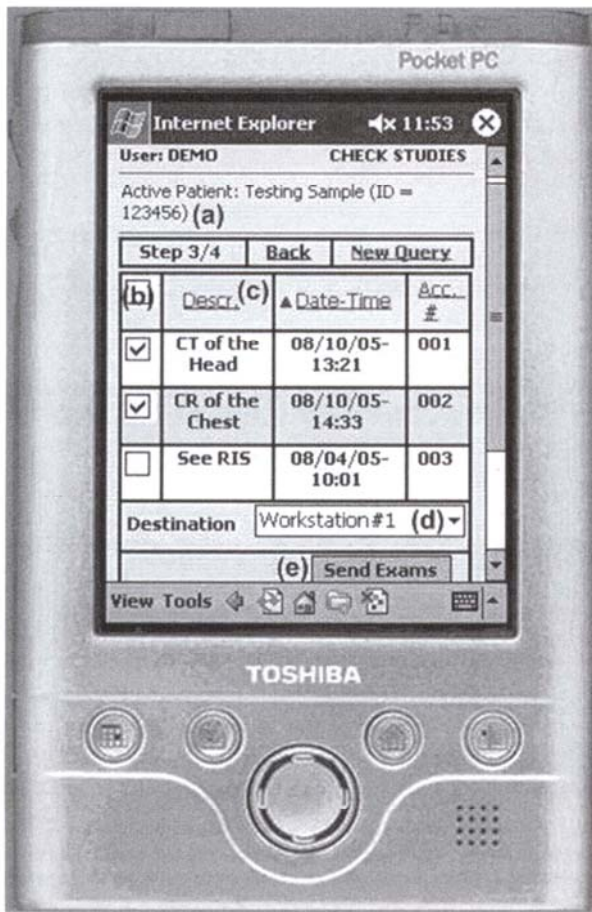 Pocket PC
Internet Explorer 11:53
User: DEMO CHECK STUDIES
Active Patient: Testing Sample (ID =
123456) (a)
Step 3/4 Back New Query
(b) Descr. (c) ▲Date-Time Acc.
#
CT of the 08/10/05- 001
Head 13:21
CR of the 08/10/05- 002
Chest 14:33
See RIS 08/04/05- 003
10:01
Destination Workstation#1 (d)
(e) Send Exams
View Tools
TOSHIBA